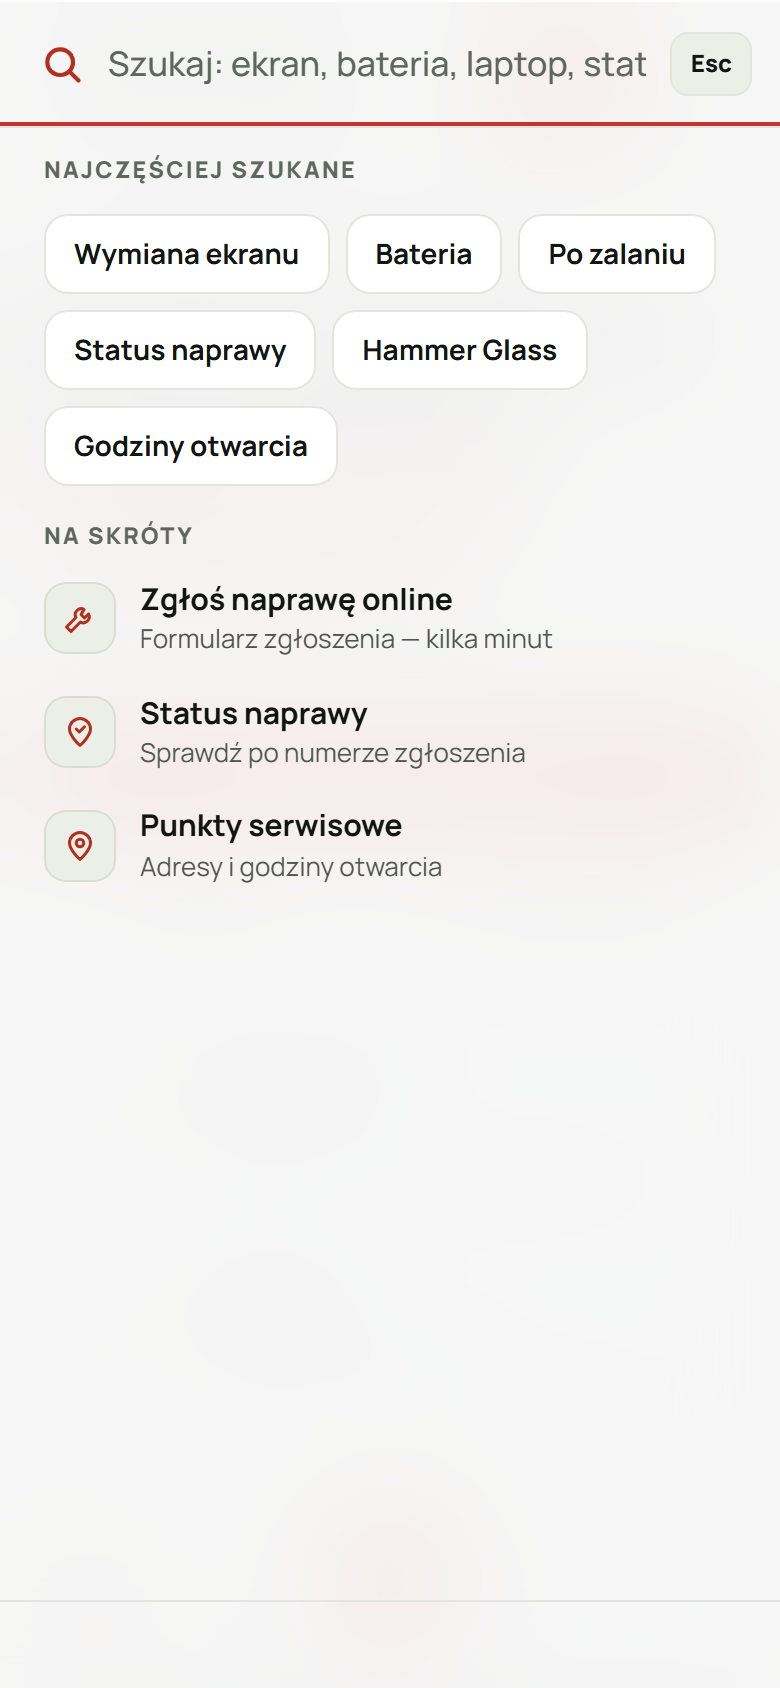 Szukaj: ekran, bateria, laptop, stat
Esc
NAJCZĘŚCIEJ SZUKANE
Wymiana ekranu
Bateria
Po zalaniu
Status naprawy
Hammer Glass
Godziny otwarcia
NA SKRÓTY
Zgłoś naprawę online
Formularz zgłoszenia — kilka minut
Status naprawy
Sprawdź po numerze zgłoszenia
Punkty serwisowe
Adresy i godziny otwarcia